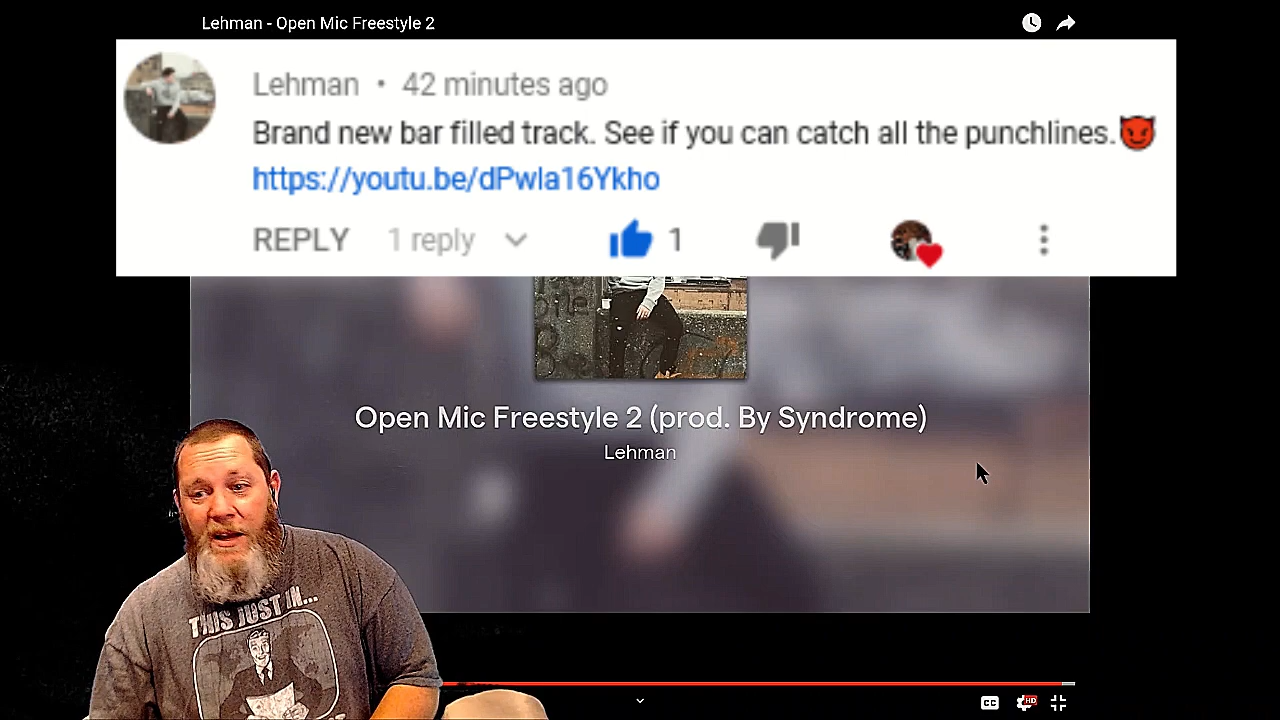 Lehman - Open Mic Freestyle 2
Lehman • 42 minutes ago
Brand new bar filled track. See if you can catch all the punchlines.😈
https://youtu.be/dPwla16Ykho
REPLY 1 reply 1
Open Mic Freestyle 2 (prod. By Syndrome)
Lehman
THIS JUST IN...
CC HD